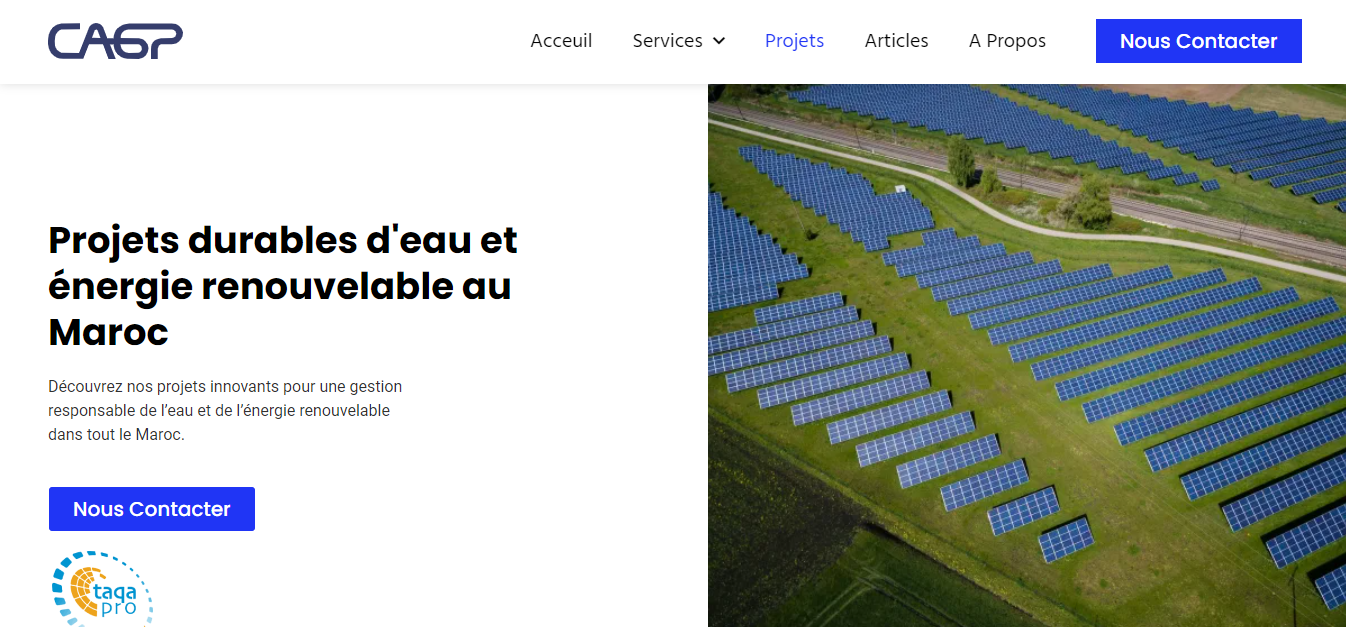 CAGP
Acceuil Services Projets Articles A Propos Nous Contacter
Projets durables d'eau et
énergie renouvelable au
Maroc
Découvrez nos projets innovants pour une gestion
responsable de l’eau et de l’énergie renouvelable
dans tout le Maroc.
Nous Contacter
taqa
pro